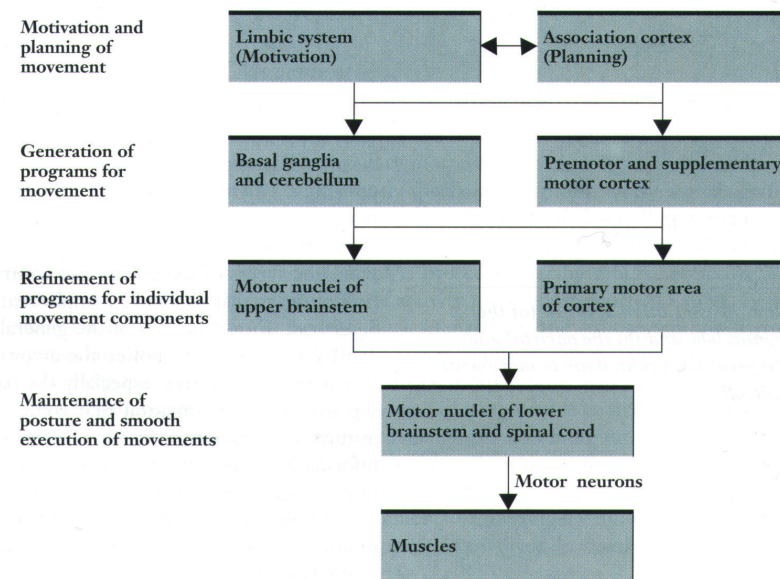 Motivation and
planning of
movement
Limbic system
(Motivation)
Association cortex
(Planning)
Generation of
programs for
movement
Basal ganglia
and cerebellum
Premotor and supplementary
motor cortex
Refinement of
programs for individual
movement components
Motor nuclei of
upper brainstem
Primary motor area
of cortex
Maintenance of
posture and smooth
execution of movements
Motor nuclei of lower
brainstem and spinal cord
Motor neurons
Muscles